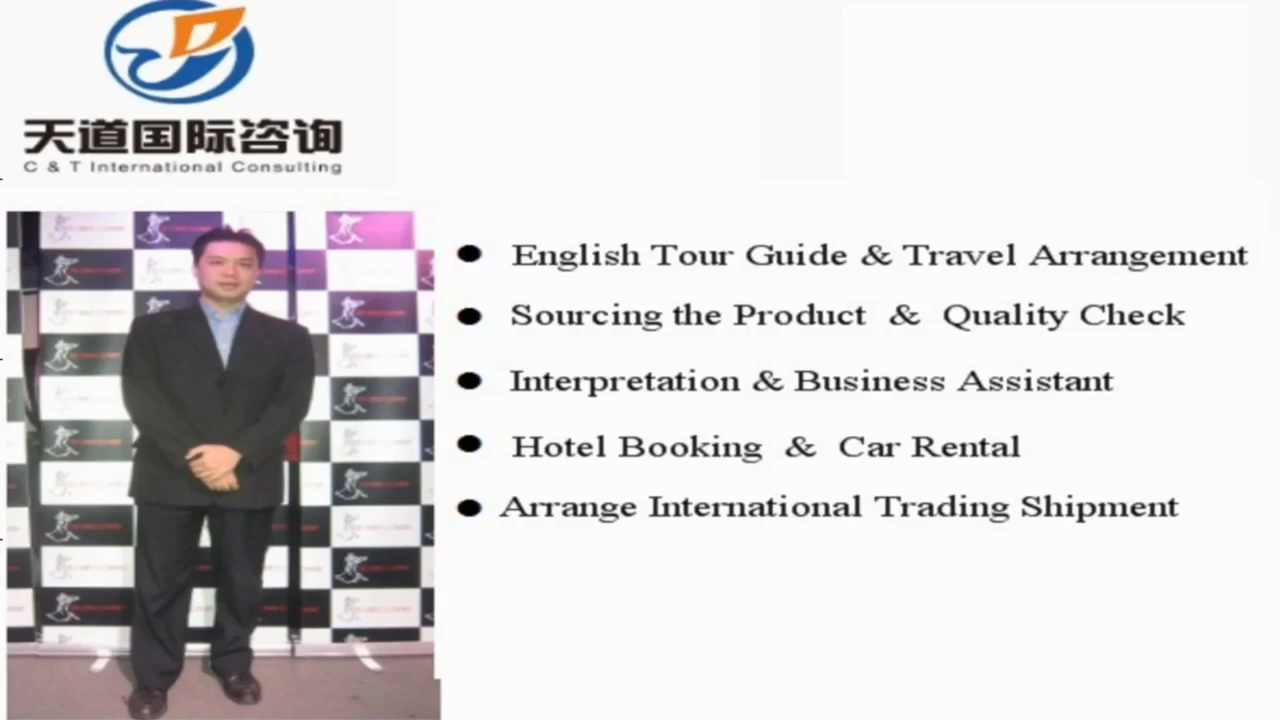 天道国际咨询
C & T International Consulting
English Tour Guide & Travel Arrangement
Sourcing the Product & Quality Check
Interpretation & Business Assistant
Hotel Booking & Car Rental
Arrange International Trading Shipment